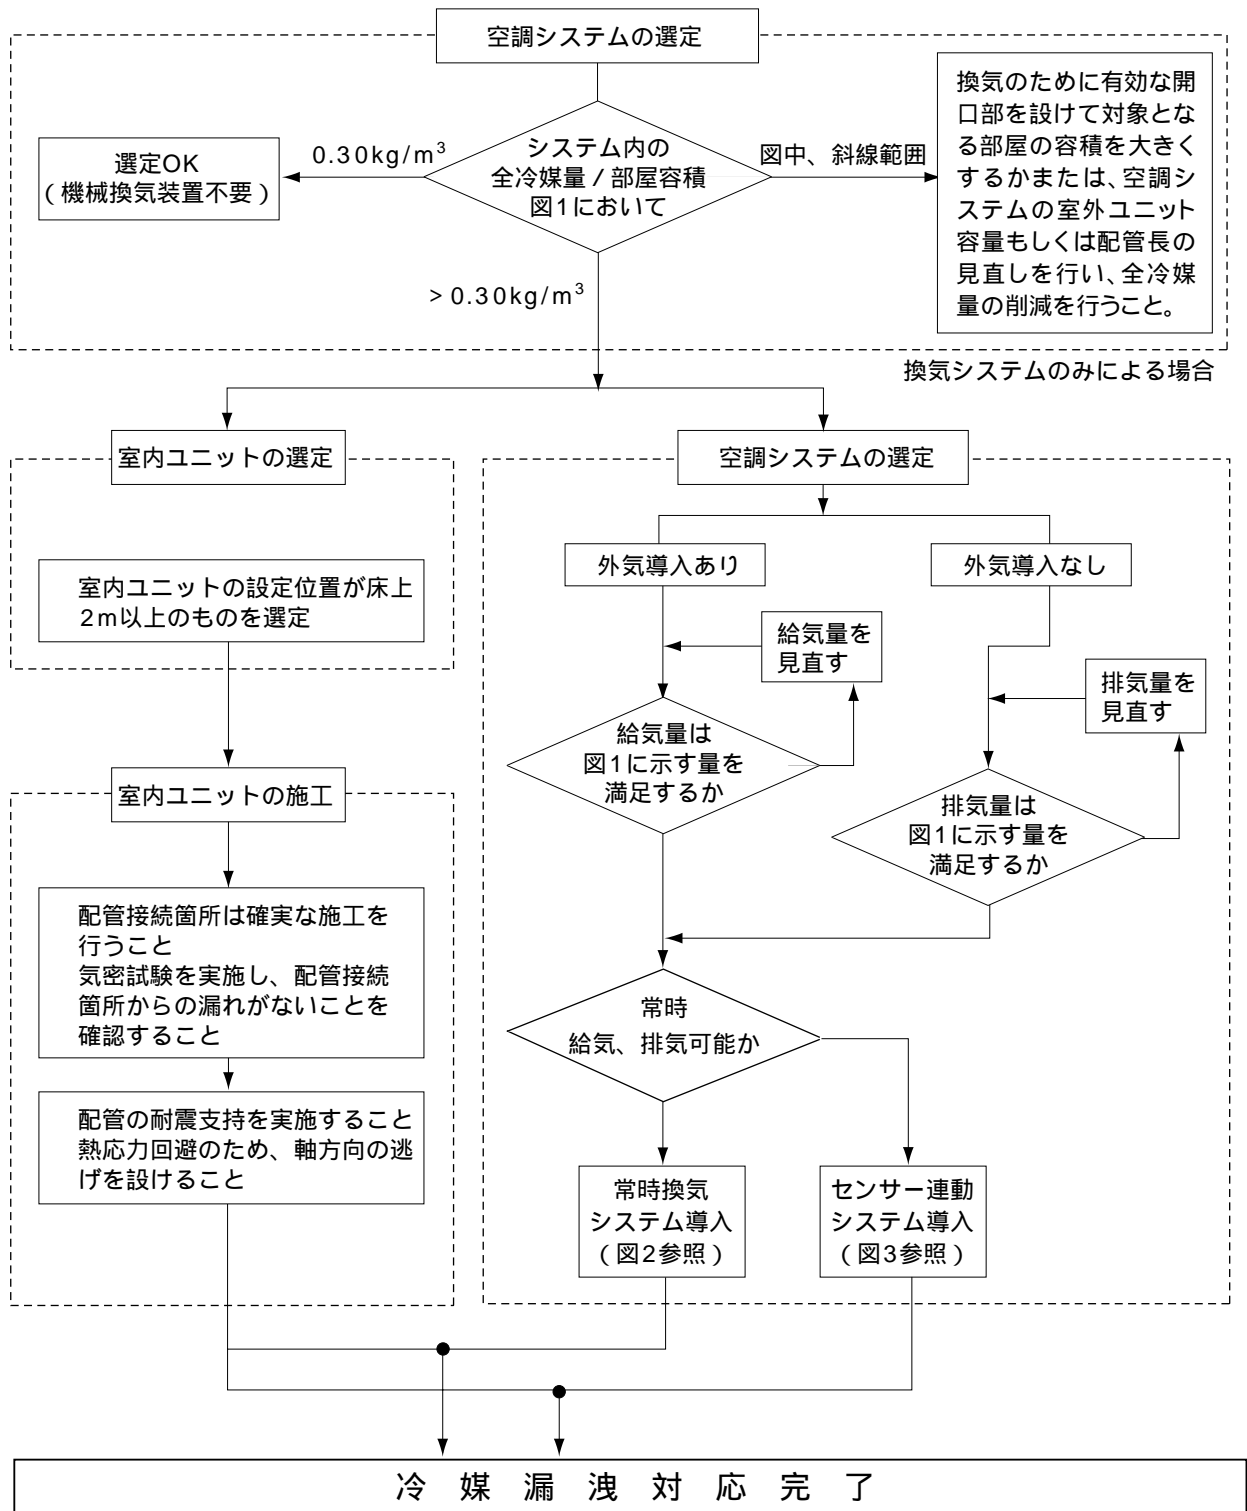 空調システムの選定
選定OK
(機械換気装置不要)
0.30kg/m³
システム内の
全冷媒量/部屋容積
図1において
図中、斜線範囲
換気のために有効な開
口部を設けて対象とな
る部屋の容積を大きく
するかまたは、空調シ
ステムの室外ユニット
容量もしくは配管長の
見直しを行い、全冷媒
量の削減を行うこと。
>0.30kg/m³
換気システムのみによる場合
室内ユニットの選定
室内ユニットの設定位置が床上
2m以上のものを選定
室内ユニットの施工
配管接続箇所は確実な施工を
行うこと
気密試験を実施し、配管接続
箇所からの漏れがないことを
確認すること
配管の耐震支持を実施すること
熱応力回避のため、軸方向の逃
げを設けること
空調システムの選定
外気導入あり
外気導入なし
給気量を
見直す
排気量を
見直す
給気量は
図1に示す量を
満足するか
排気量は
図1に示す量を
満足するか
常時
給気、排気可能か
常時換気
システム導入
(図2参照)
センサー連動
システム導入
(図3参照)
冷媒漏洩対応完了